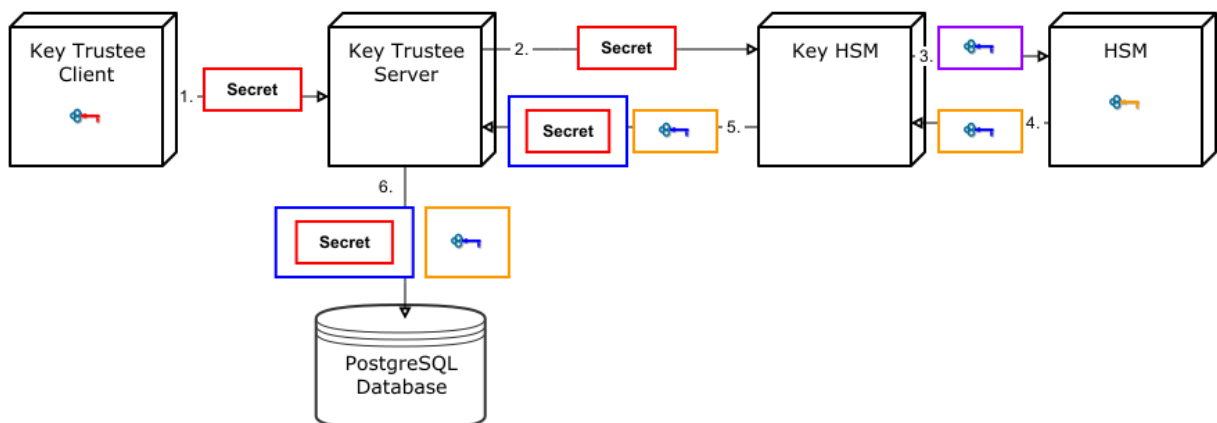 Key Trustee
Client
1.
Secret
Key Trustee
Server
2.
Secret
Key HSM
3.
HSM
4.
5.
Secret
6.
Secret
PostgreSQL
Database